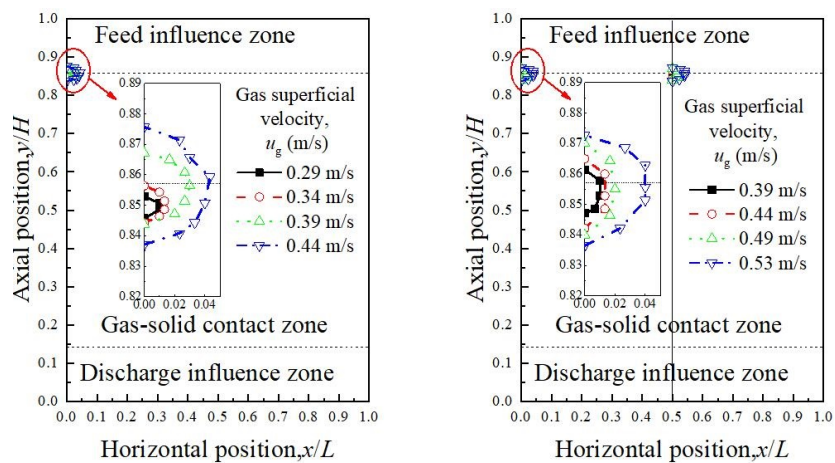 1.0
0.9
0.8
0.7
0.6
0.5
0.4
0.3
0.2
0.1
0.0
Axial position,y/H
Feed influence zone
0.89
0.88
0.87
0.86
0.85
0.84
0.83
0.82
0.00 0.02 0.04
Gas superficial
velocity,
ug (m/s)
0.29 m/s
0.34 m/s
0.39 m/s
0.44 m/s
Gas-solid contact zone
Discharge influence zone
0.0 0.1 0.2 0.3 0.4 0.5 0.6 0.7 0.8 0.9 1.0
Horizontal position,x/L
1.0
0.9
0.8
0.7
0.6
0.5
0.4
0.3
0.2
0.1
0.0
Axial position,y/H
Feed influence zone
0.89
0.88
0.87
0.86
0.85
0.84
0.83
0.82
0.00 0.02 0.04
Gas superficial
velocity,
ug (m/s)
0.39 m/s
0.44 m/s
0.49 m/s
0.53 m/s
Gas-solid contact zone
Discharge influence zone
0.0 0.1 0.2 0.3 0.4 0.5 0.6 0.7 0.8 0.9 1.0
Horizontal position,x/L